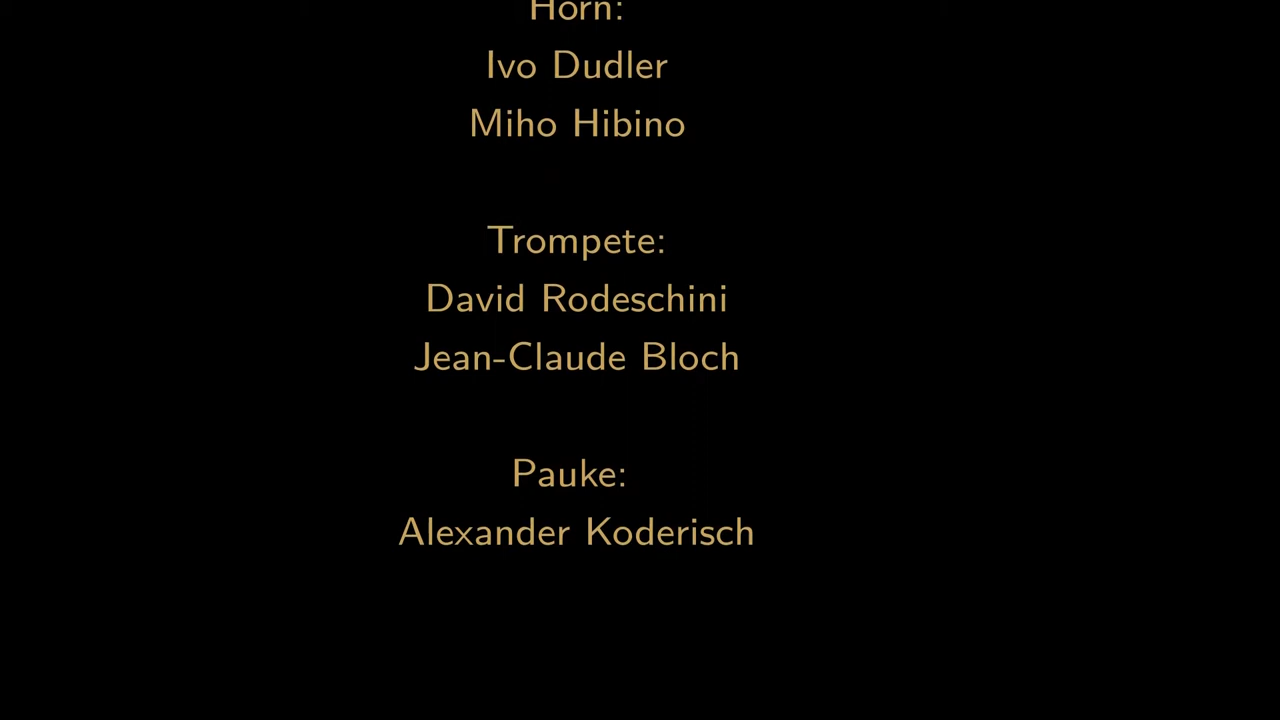 Horn:
Ivo Dudler
Miho Hibino
Trompete:
David Rodeschini
Jean-Claude Bloch
Pauke:
Alexander Koderisch